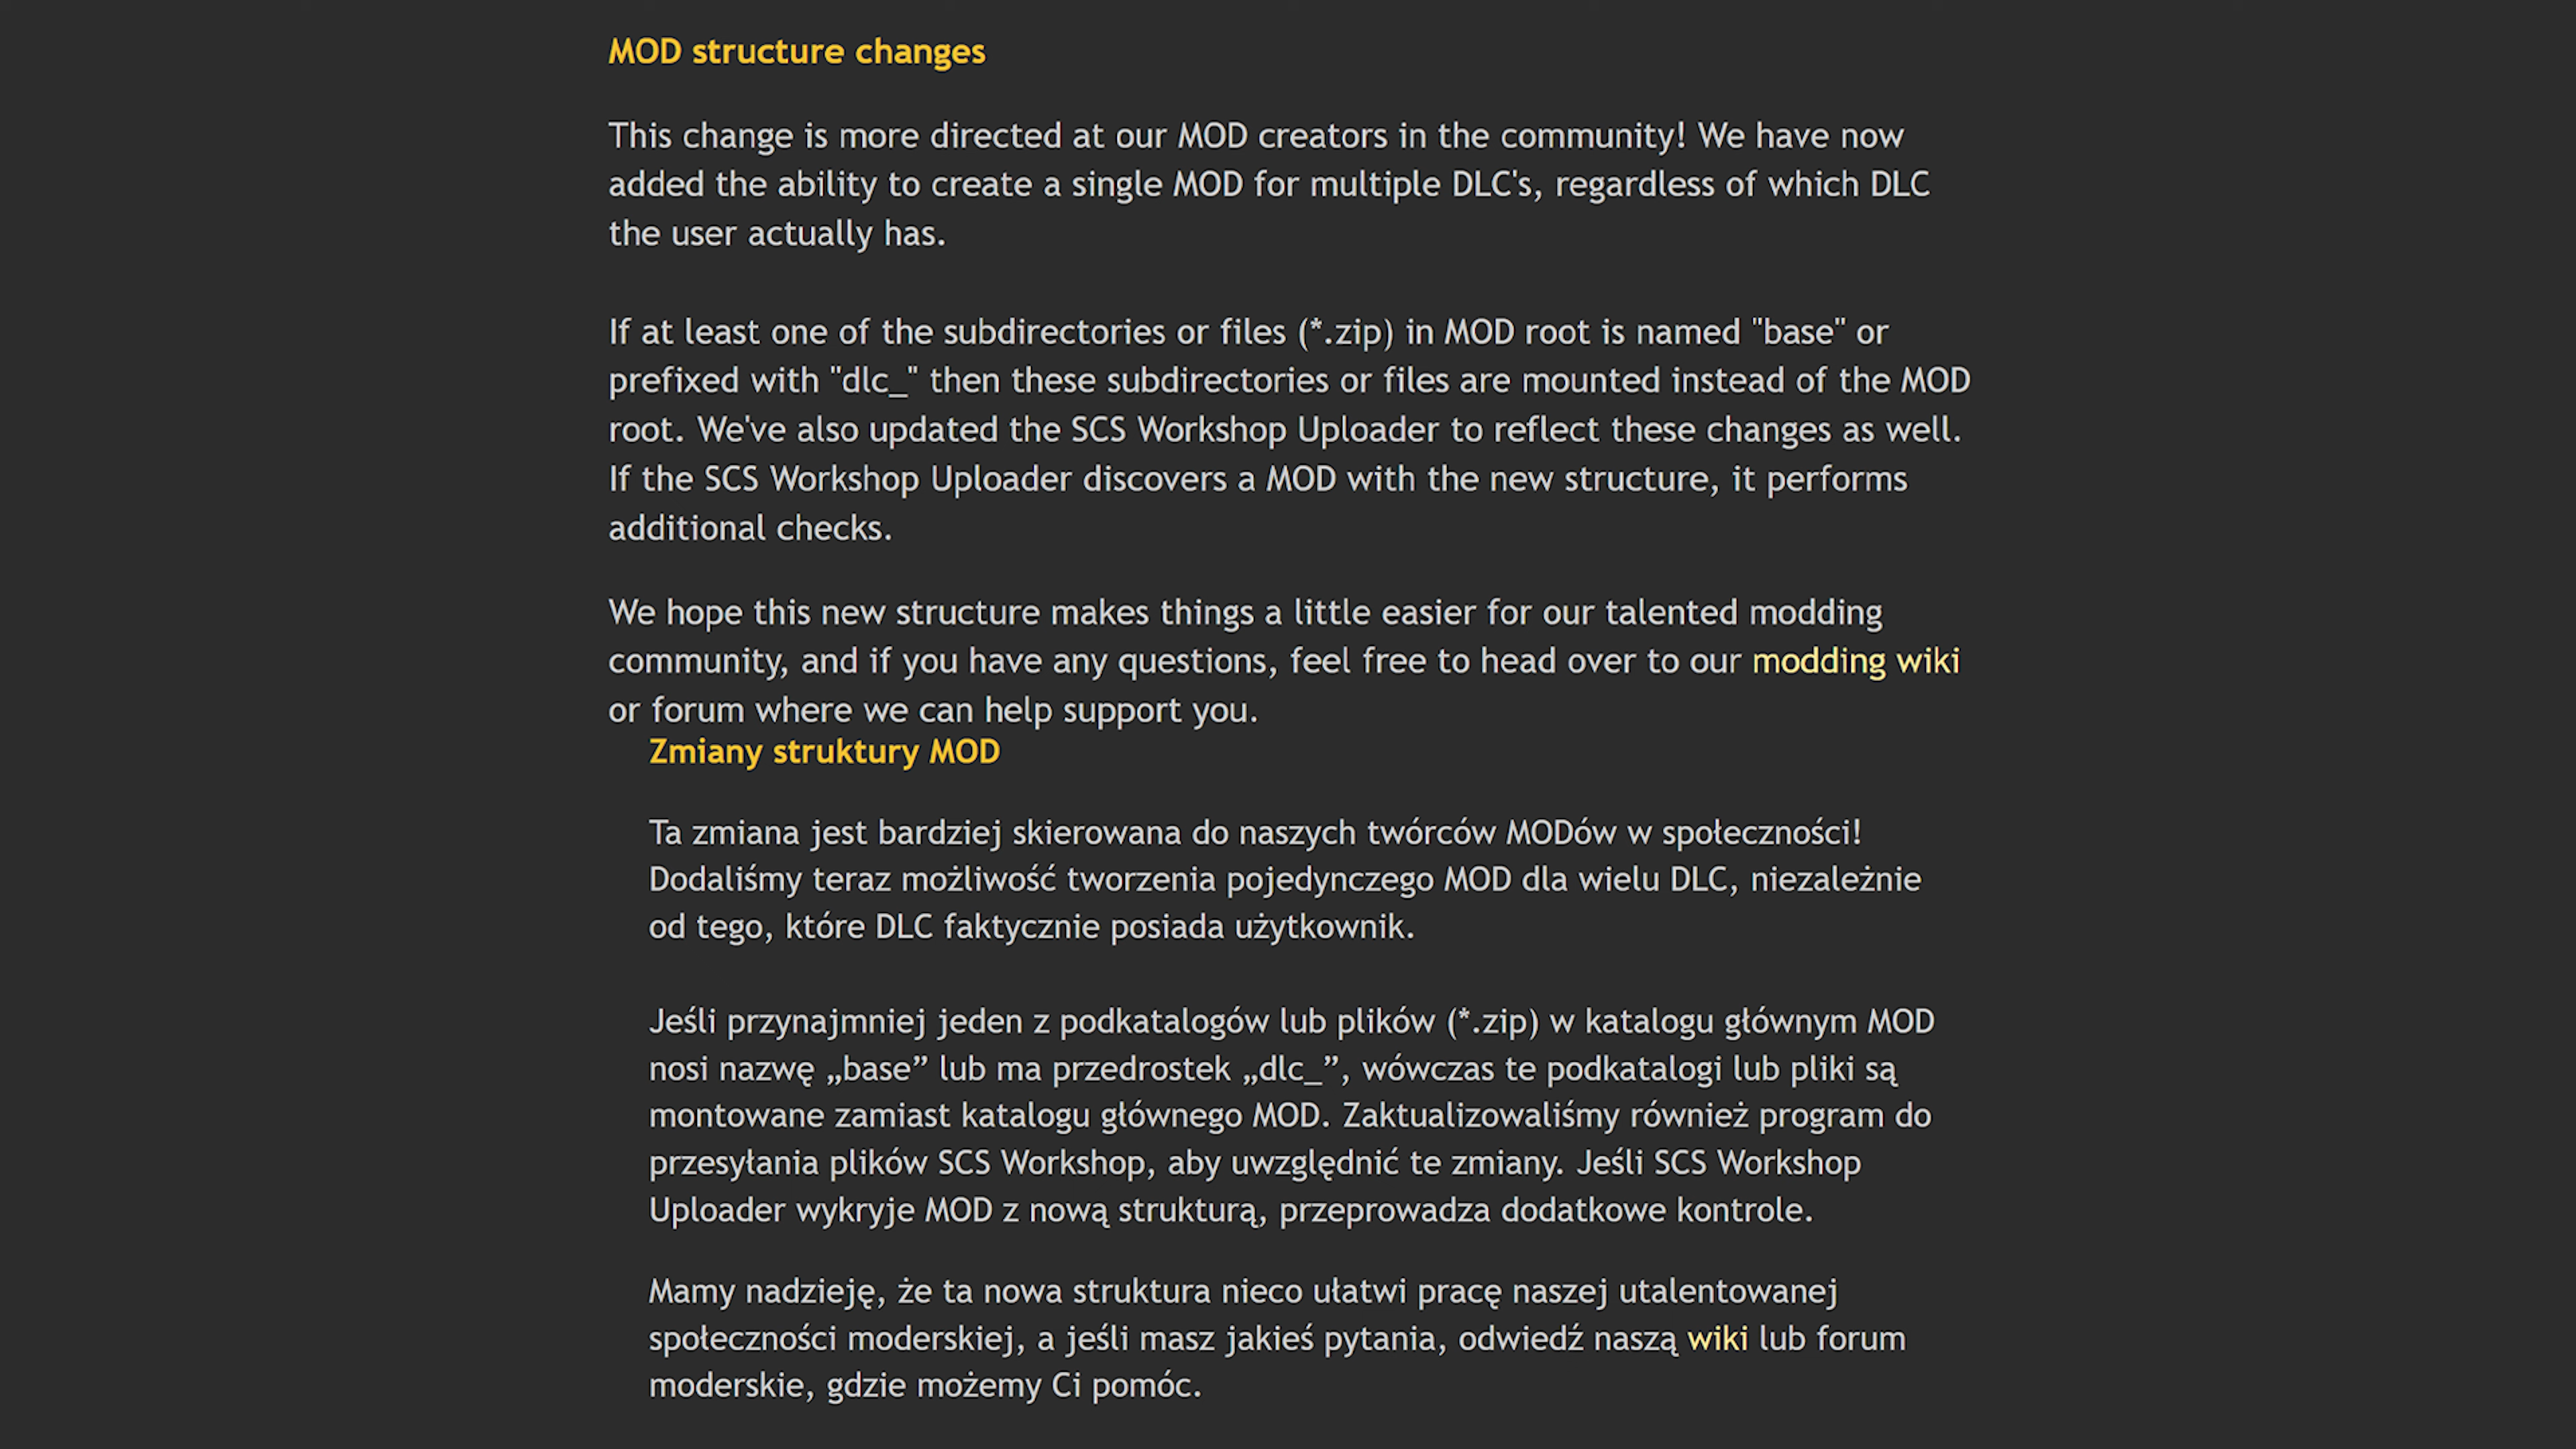 MOD structure changes
This change is more directed at our MOD creators in the community! We have now
added the ability to create a single MOD for multiple DLC's, regardless of which DLC
the user actually has.
If at least one of the subdirectories or files (*.zip) in MOD root is named "base" or
prefixed with "dlc_" then these subdirectories or files are mounted instead of the MOD
root. We've also updated the SCS Workshop Uploader to reflect these changes as well.
If the SCS Workshop Uploader discovers a MOD with the new structure, it performs
additional checks.
We hope this new structure makes things a little easier for our talented modding
community, and if you have any questions, feel free to head over to our modding wiki
or forum where we can help support you.
Zmiany struktury MOD
Ta zmiana jest bardziej skierowana do naszych twórców MODów w społeczności!
Dodaliśmy teraz możliwość tworzenia pojedynczego MOD dla wielu DLC, niezależnie
od tego, które DLC faktycznie posiada użytkownik.
Jeśli przynajmniej jeden z podkatalogów lub plików (*.zip) w katalogu głównym MOD
nosi nazwę „base” lub ma przedrostek „dlc_”, wówczas te podkatalogi lub pliki są
montowane zamiast katalogu głównego MOD. Zaktualizowaliśmy również program do
przesyłania plików SCS Workshop, aby uwzględnić te zmiany. Jeśli SCS Workshop
Uploader wykryje MOD z nową strukturą, przeprowadza dodatkowe kontrole.
Mamy nadzieję, że ta nowa struktura nieco ułatwi pracę naszej utalentowanej
społeczności moderskiej, a jeśli masz jakieś pytania, odwiedź naszą wiki lub forum
moderskie, gdzie możemy Ci pomóc.